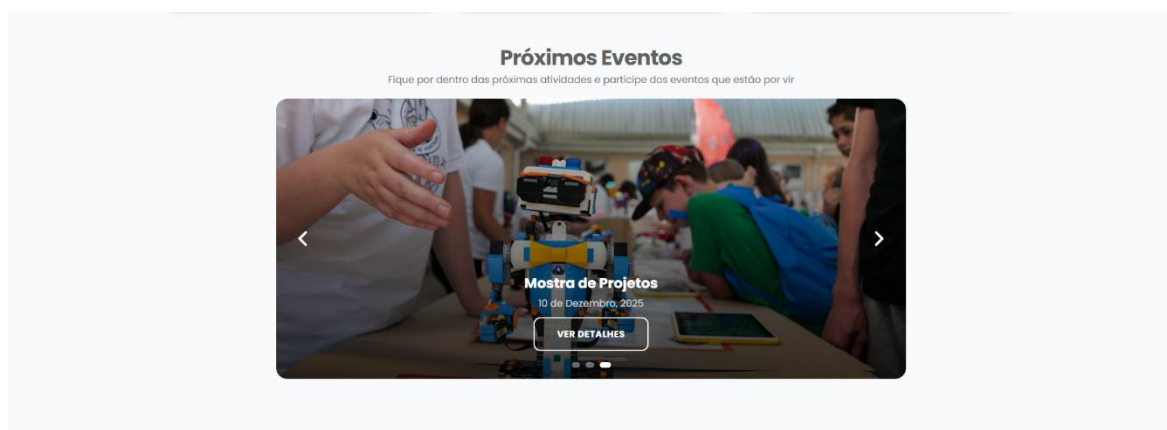 Próximos Eventos
Fique por dentro das próximas atividades e participe dos eventos que estão por vir
Mostra de Projetos
10 de Dezembro, 2025
VER DETALHES